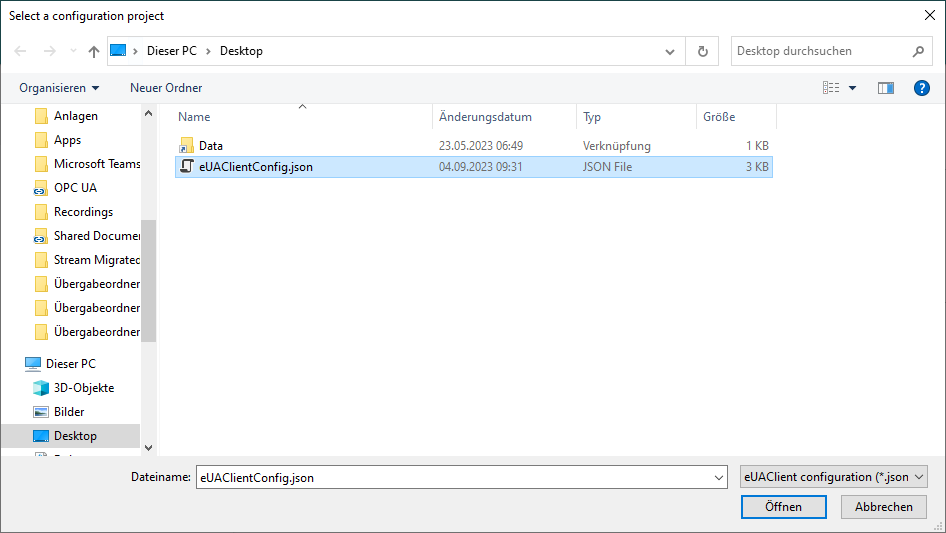 Select a configuration project
Dieser PC
Desktop
Desktop durchsuchen
Organisieren
Neuer Ordner
?
Anlagen
Apps
Microsoft Teams
OPC UA
Recordings
Shared Docume
Stream Migrated
Übergabeordner
Übergabeordner
Übergabeordner
Dieser PC
3D-Objekte
Bilder
Desktop
Name Änderungsdatum Typ Größe
Data 23.05.2023 06:49 Verknüpfung 1 KB
eUAClientConfig.json 04.09.2023 09:31 JSON File 3 KB
Dateiname: eUAClientConfig.json eUAClient configuration (*.json
Öffnen Abbrechen